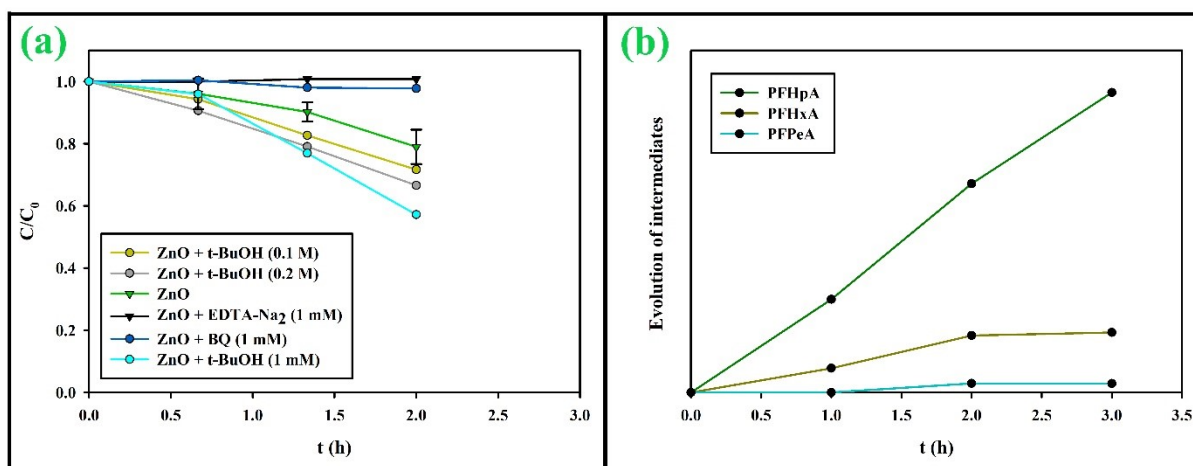 (a)
1.0
0.8
0.6
0.4
0.2
0.0
C/C0
ZnO + t-BuOH (0.1 M)
ZnO + t-BuOH (0.2 M)
ZnO
ZnO + EDTA-Na2 (1 mM)
ZnO + BQ (1 mM)
ZnO + t-BuOH (1 mM)
0.0 0.5 1.0 1.5 2.0 2.5 3.0
t (h)
(b)
Evolution of intermediates
PFHpA
PFHxA
PFPeA
0.0 0.5 1.0 1.5 2.0 2.5 3.0 3.5
t (h)